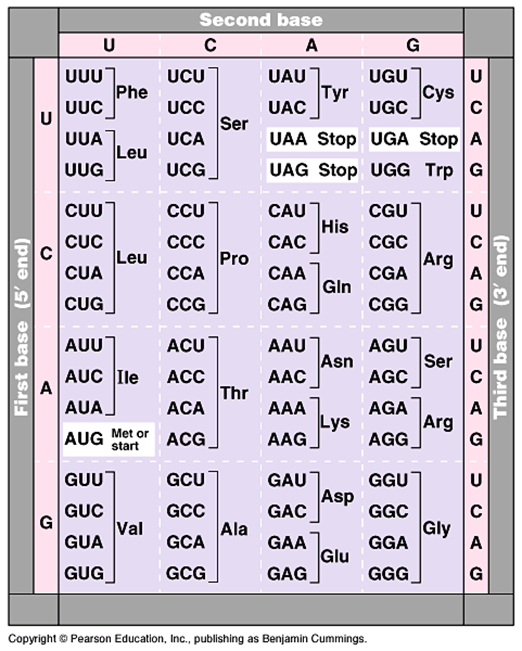 Second base
U C A G
First base (5′ end)
Third base (3′ end)
U
UUU UCU UAU UGU U
Phe Tyr Cys
UUC UCC UAC UGC C
Ser
UUA UCA UAA Stop UGA Stop A
Leu
UUG UCG UAG Stop UGG Trp G
C
CUU CCU CAU CGU U
His
CUC CCC CAC CGC C
Leu Pro Arg
CUA CCA CAA CGA A
Gln
CUG CCG CAG CGG G
A
AUU ACU AAU AGU U
Asn Ser
AUC Ile ACC AAC AGC C
Thr
AUA ACA AAA AGA A
Lys Arg
AUG Met or start ACG AAG AGG G
G
GUU GCU GAU GGU U
Asp
GUC GCC GAC GGC C
Val Ala Gly
GUA GCA GAA GGA A
Glu
GUG GCG GAG GGG G
Copyright © Pearson Education, Inc., publishing as Benjamin Cummings.